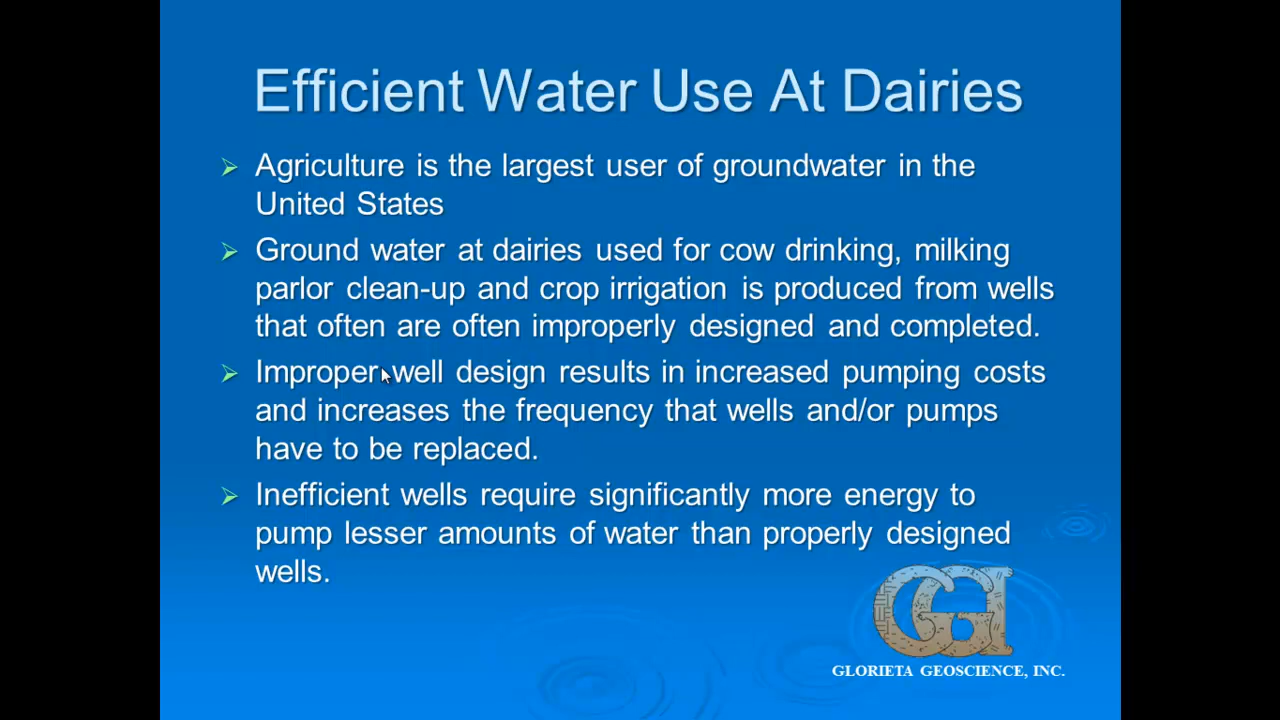 Efficient Water Use At Dairies
Agriculture is the largest user of groundwater in the
United States
Ground water at dairies used for cow drinking, milking
parlor clean-up and crop irrigation is produced from wells
that often are often improperly designed and completed.
Improper well design results in increased pumping costs
and increases the frequency that wells and/or pumps
have to be replaced.
Inefficient wells require significantly more energy to
pump lesser amounts of water than properly designed
wells.
GGI
GLORIETA GEOSCIENCE, INC.